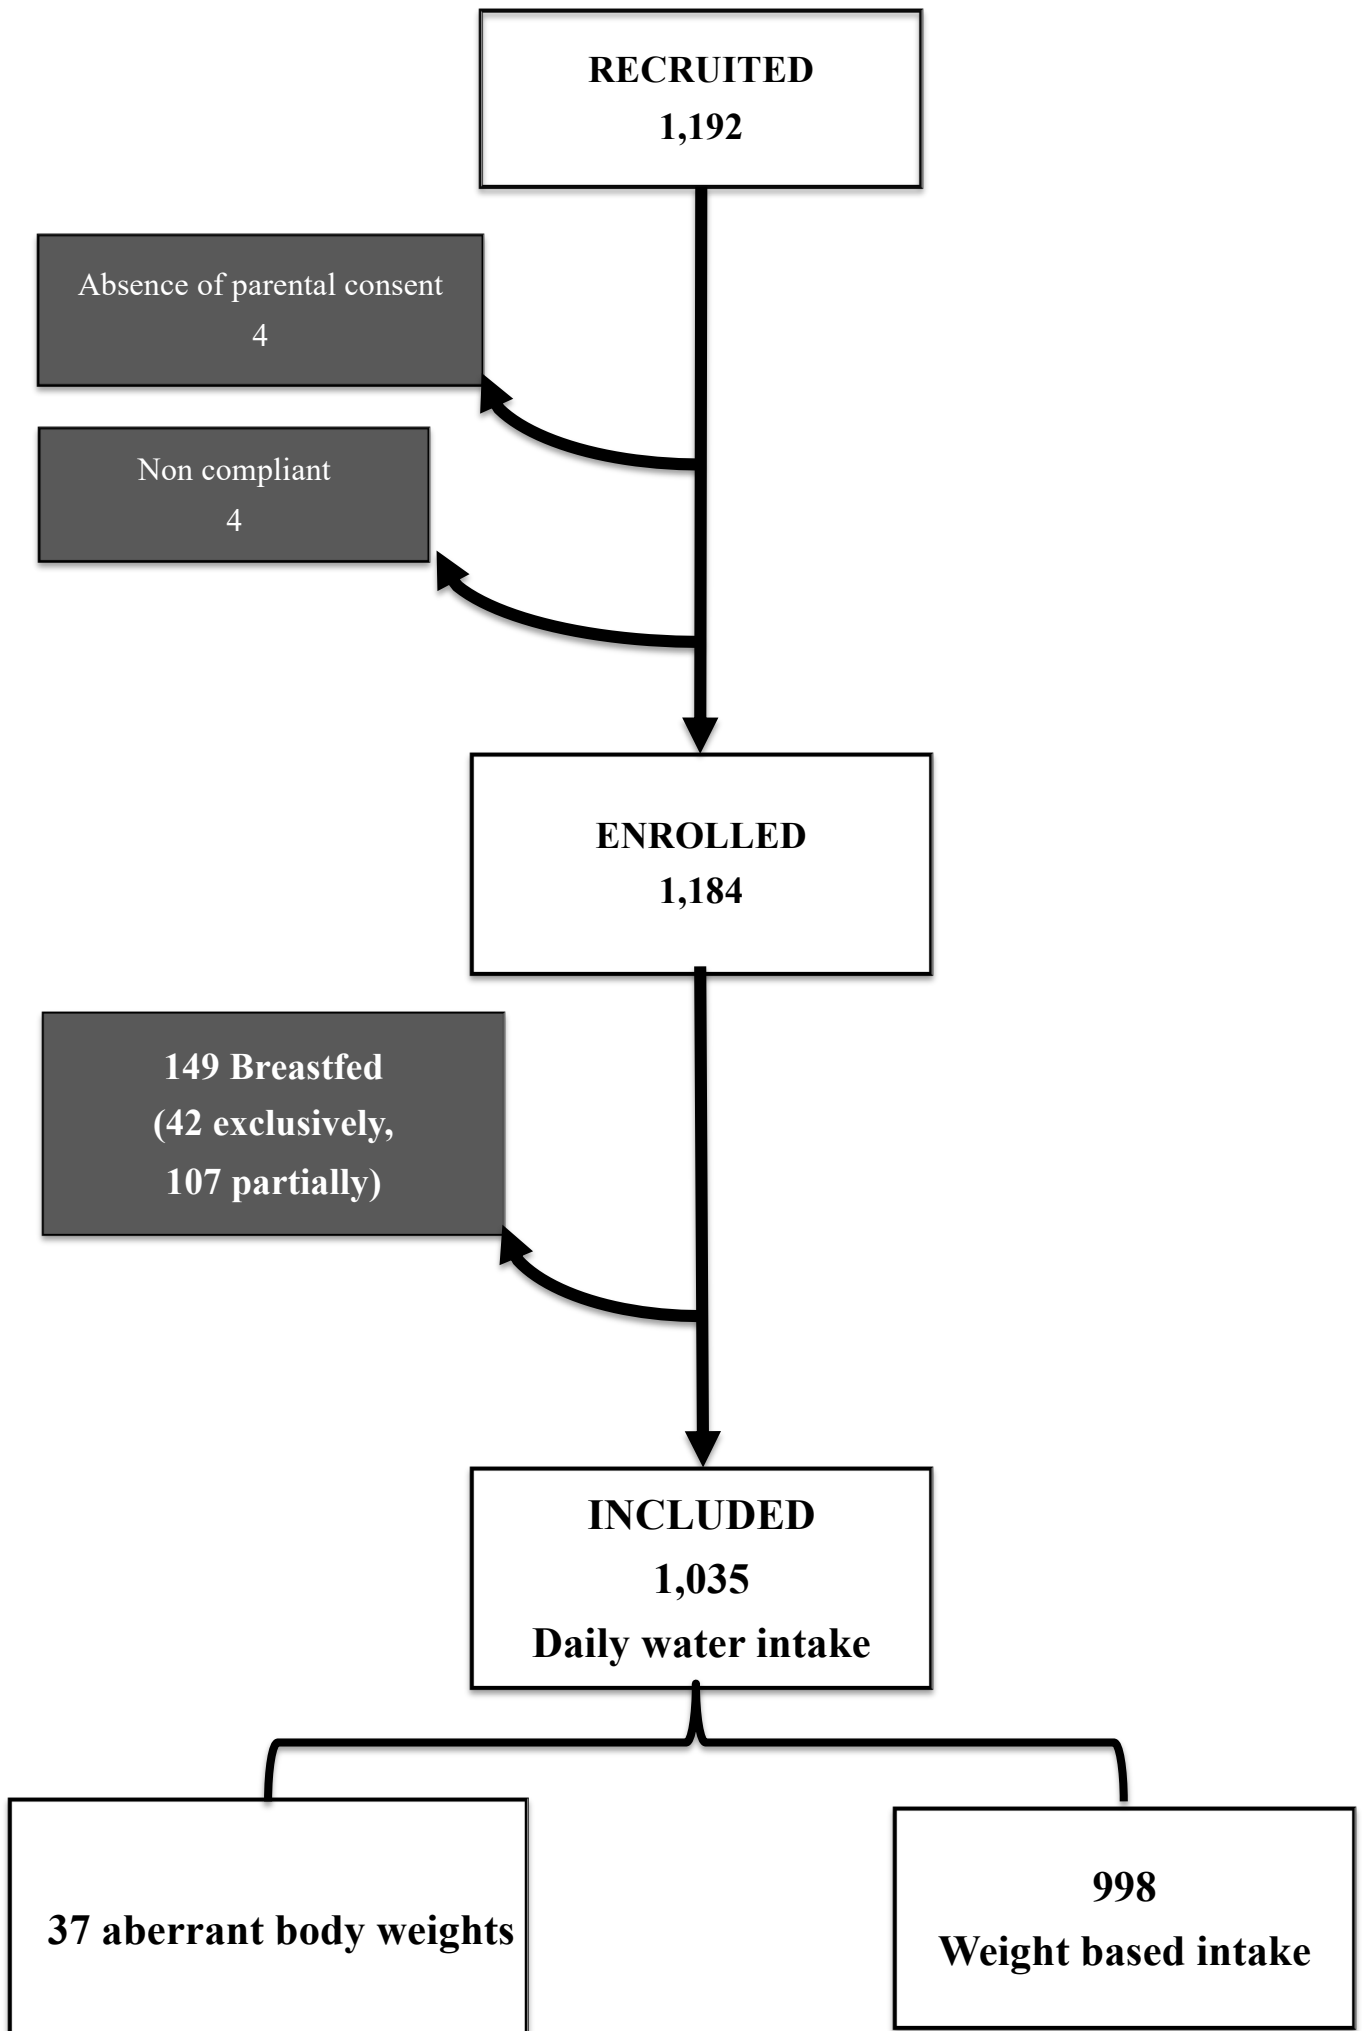 RECRUITED
1,192
Absence of parental consent
4
Non compliant
4
ENROLLED
1,184
149 Breastfed
(42 exclusively,
107 partially)
INCLUDED
1,035
Daily water intake
37 aberrant body weights
998
Weight based intake